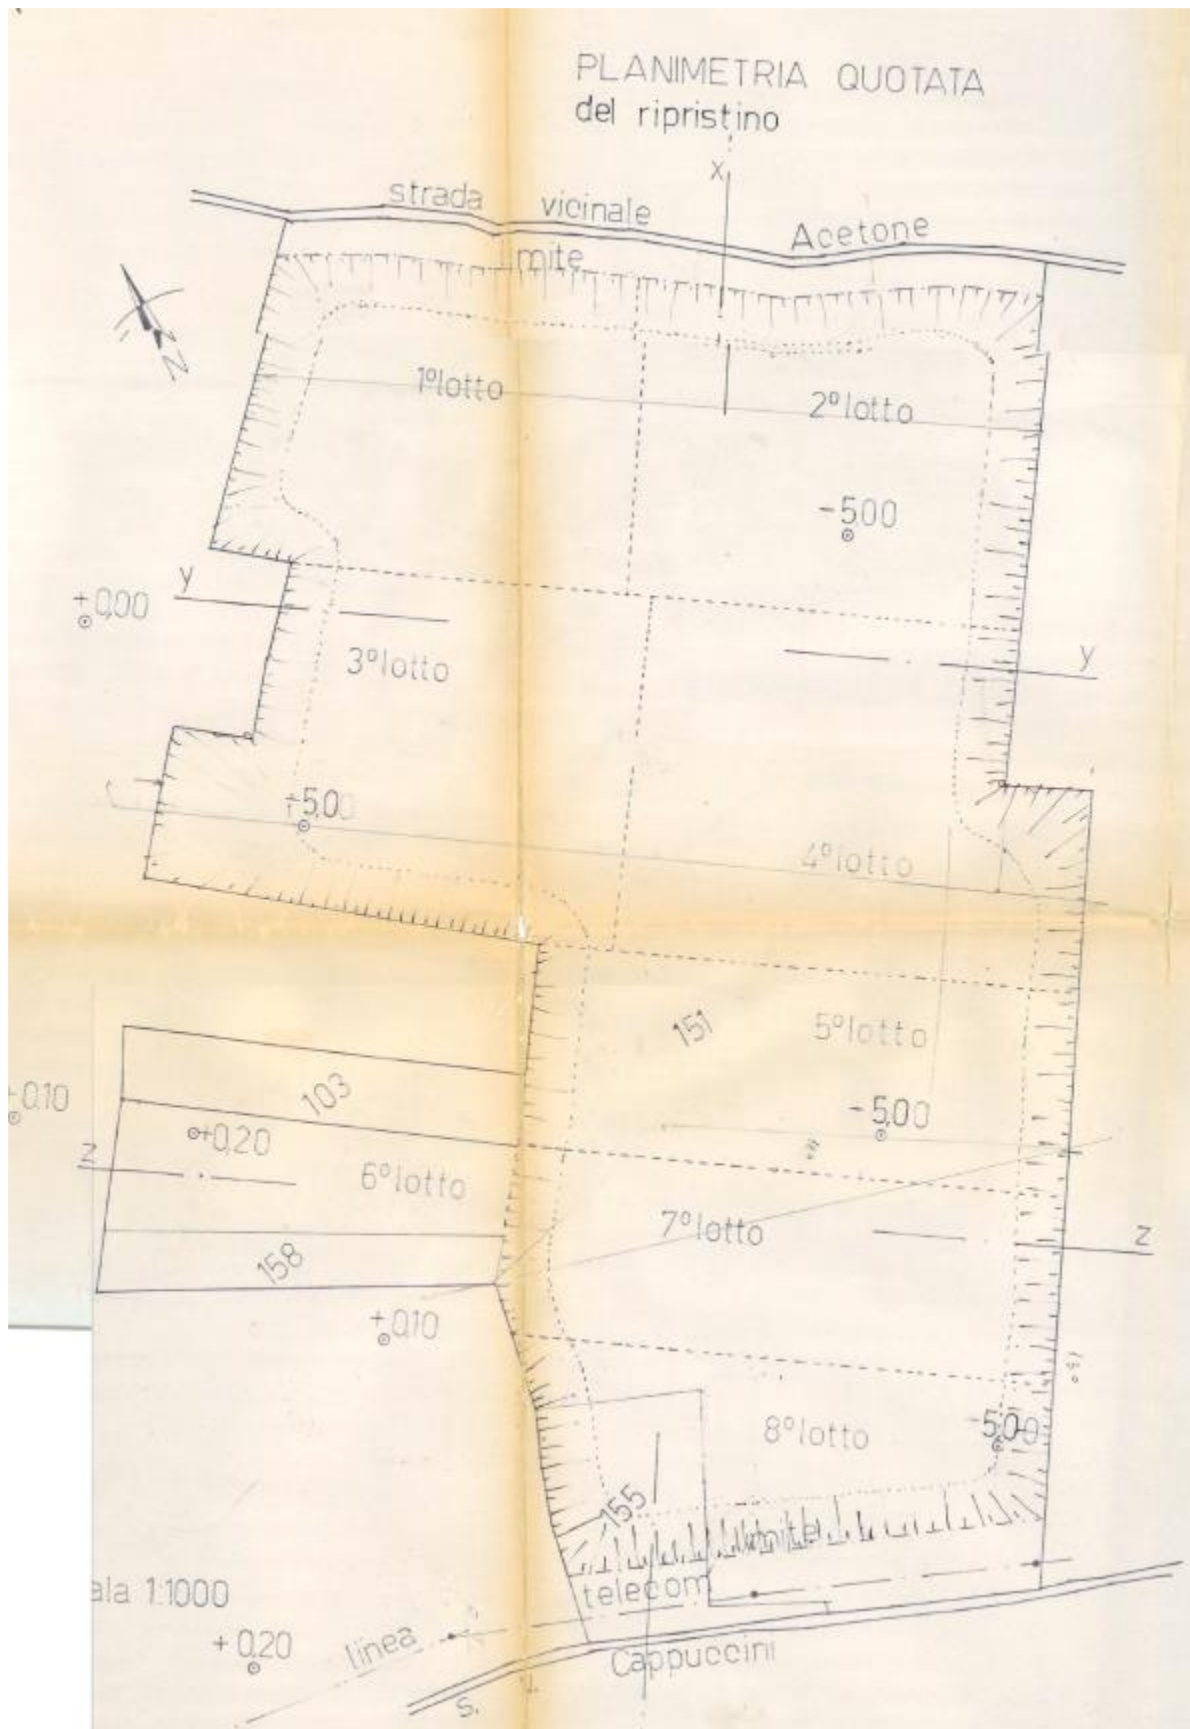 PLANIMETRIA QUOTATA
del ripristino
x
strada vicinale Acetone
mite
N
1°lotto
2°lotto
-5.00
y
+0.00
3°lotto
y
+5.00
4°lotto
151
5°lotto
103
-0.10
-5.00
+0.20
z
6°lotto
7°lotto
z
158
+0.10
8°lotto
-5.00
155
telecom
ala 1:1000
+0.20
linea
Cappuccini
S.